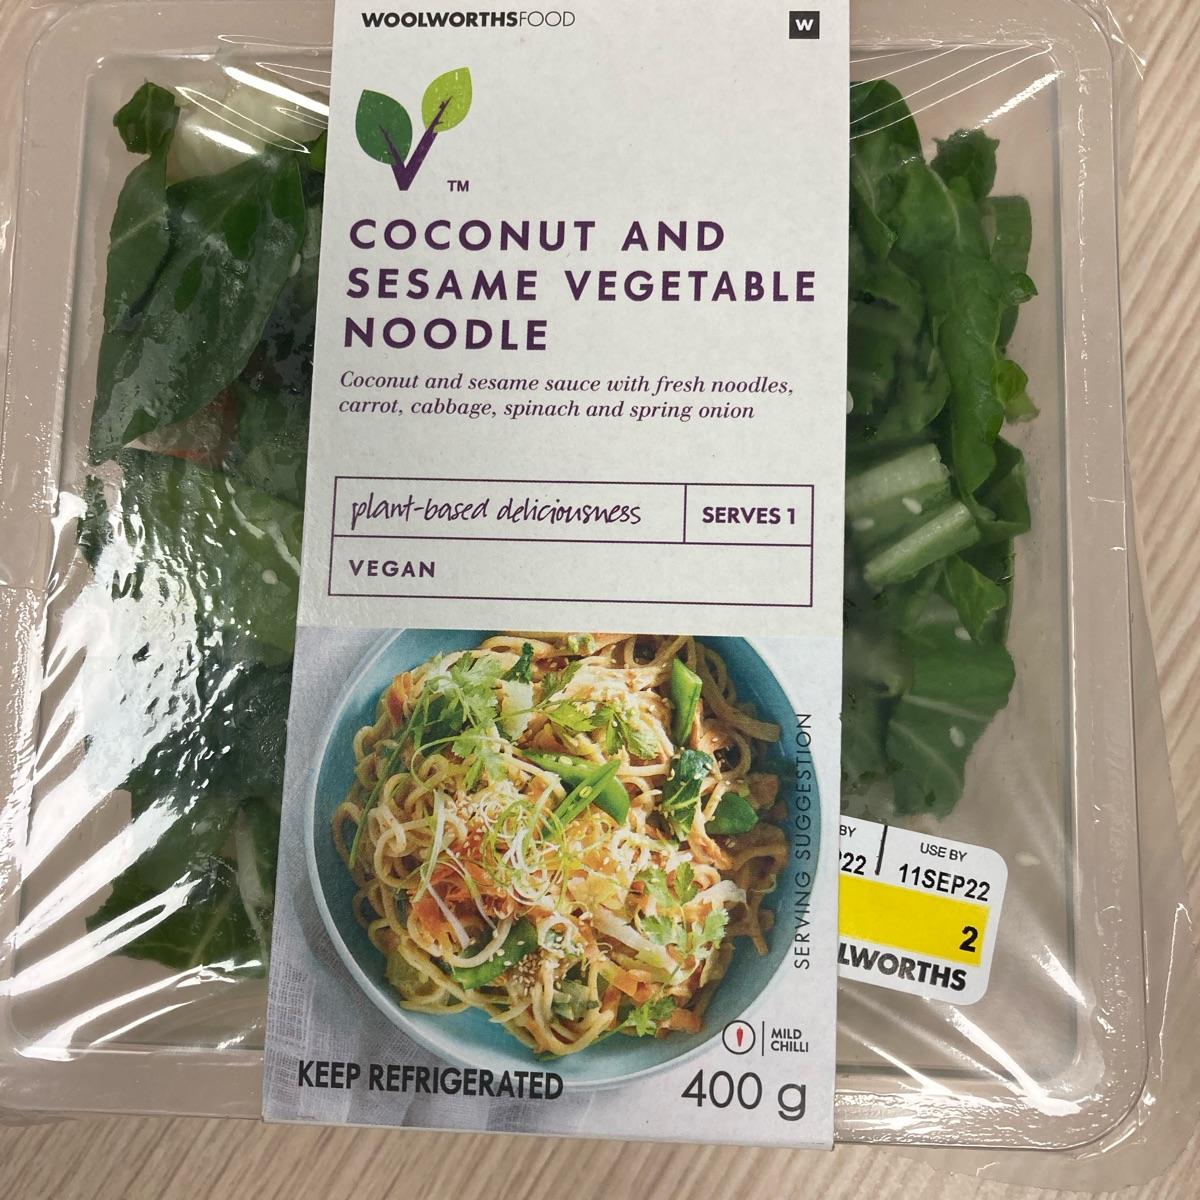 WOOLWORTHSFOOD
W
TM
COCONUT AND
SESAME VEGETABLE
NOODLE
Coconut and sesame sauce with fresh noodles,
carrot, cabbage, spinach and spring onion
plant-based deliciousness
SERVES 1
VEGAN
SERVING SUGGESTION
BY
22
USE BY
11SEP22
2
LWORTHS
MILD
CHILLI
KEEP REFRIGERATED
400 g